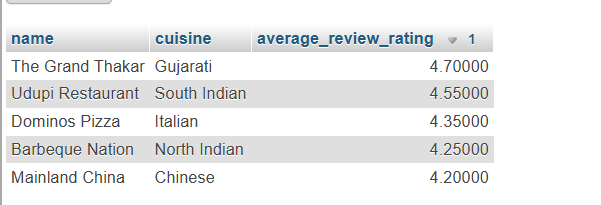 name cuisine average_review_rating 1
The Grand Thakar Gujarati 4.70000
Udupi Restaurant South Indian 4.55000
Dominos Pizza Italian 4.35000
Barbeque Nation North Indian 4.25000
Mainland China Chinese 4.20000